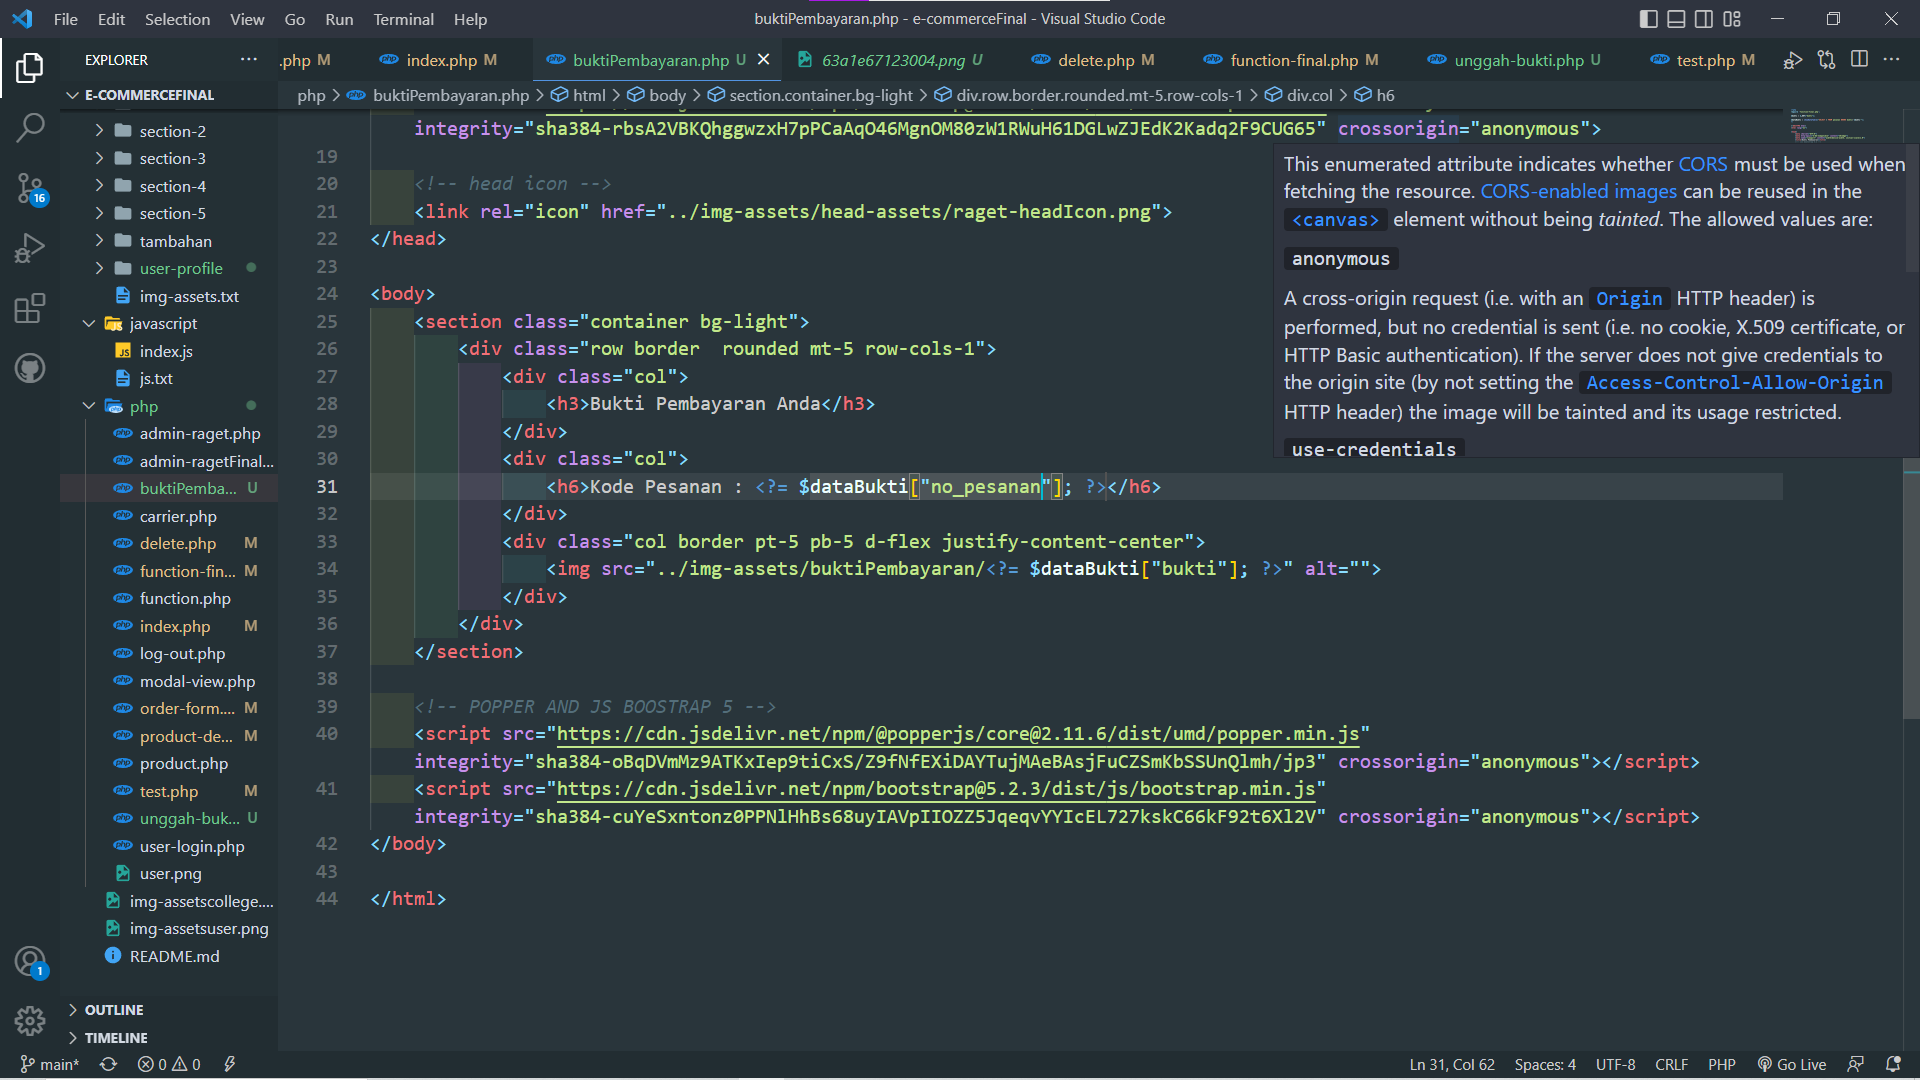 File Edit Selection View Go Run Terminal Help
buktiPembayaran.php - e-commerceFinal - Visual Studio Code
EXPLORER ···
.php M
index.php M
buktiPembayaran.php U
63a1e67123004.png U
delete.php M
function-final.php M
unggah-bukti.php U
test.php M
E-COMMERCEFINAL
php > buktiPembayaran.php > html > body > section.container.bg-light > div.row.border.rounded.mt-5.row-cols-1 > div.col > h6
section-2
section-3
section-4
section-5
tambahan
user-profile
img-assets.txt
javascript
index.js
js.txt
php
admin-raget.php
admin-ragetFinal...
buktiPemba... U
carrier.php
delete.php M
function-fin... M
function.php
index.php M
log-out.php
modal-view.php
order-form.... M
product-de... M
product.php
test.php M
unggah-buk... U
user-login.php
user.png
img-assetscollege....
img-assetsuser.png
README.md
OUTLINE
TIMELINE
16
1
integrity="sha384-rbsA2VBKQhggwzxH7pPCaAqO46MgnOM80zW1RWuH61DGLwZJEdK2Kadq2F9CUG65" crossorigin="anonymous">
19
20 <!-- head icon -->
21 <link rel="icon" href="../img-assets/head-assets/raget-headIcon.png">
22 </head>
23
24 <body>
25 <section class="container bg-light">
26 <div class="row border  rounded mt-5 row-cols-1">
27 <div class="col">
28 <h3>Bukti Pembayaran Anda</h3>
29 </div>
30 <div class="col">
31 <h6>Kode Pesanan : <?= $dataBukti["no_pesanan"]; ?></h6>
32 </div>
33 <div class="col border pt-5 pb-5 d-flex justify-content-center">
34 <img src="../img-assets/buktiPembayaran/<?= $dataBukti["bukti"]; ?>" alt="">
35 </div>
36 </div>
37 </section>
38
39 <!-- POPPER AND JS BOOSTRAP 5 -->
40 <script src="https://cdn.jsdelivr.net/npm/@popperjs/core@2.11.6/dist/umd/popper.min.js"
integrity="sha384-oBqDVmMz9ATKxIep9tiCxS/Z9fNfEXiDAYTujMAeBAsjFuCZSmKbSSUnQlmh/jp3" crossorigin="anonymous"></script>
41 <script src="https://cdn.jsdelivr.net/npm/bootstrap@5.2.3/dist/js/bootstrap.min.js"
integrity="sha384-cuYeSxntonz0PPNlHhBs68uyIAVpIIOZZ5JqeqvYYIcEL727kskC66kF92t6Xl2V" crossorigin="anonymous"></script>
42 </body>
43
44 </html>
This enumerated attribute indicates whether CORS must be used when
fetching the resource. CORS-enabled images can be reused in the
<canvas> element without being tainted. The allowed values are:
anonymous
A cross-origin request (i.e. with an Origin HTTP header) is
performed, but no credential is sent (i.e. no cookie, X.509 certificate, or
HTTP Basic authentication). If the server does not give credentials to
the origin site (by not setting the Access-Control-Allow-Origin
HTTP header) the image will be tainted and its usage restricted.
use-credentials
main* 0 0
Ln 31, Col 62 Spaces: 4 UTF-8 CRLF PHP Go Live